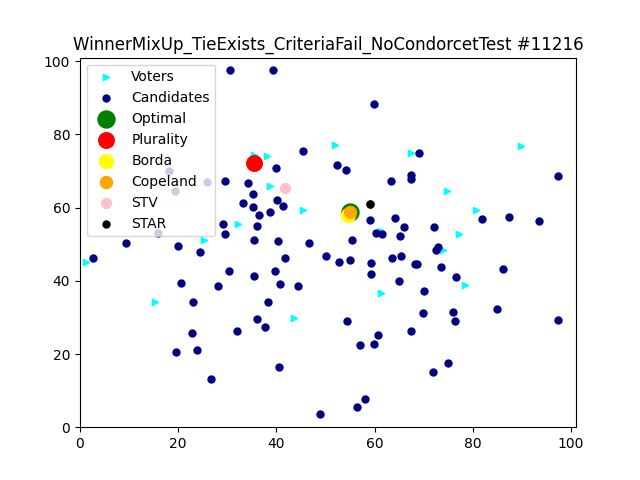 WinnerMixUp_TieExists_CriteriaFail_NoCondorcetTest #11216
Voters
Candidates
Optimal
Plurality
Borda
Copeland
STV
STAR
100
80
60
40
20
0
0 20 40 60 80 100